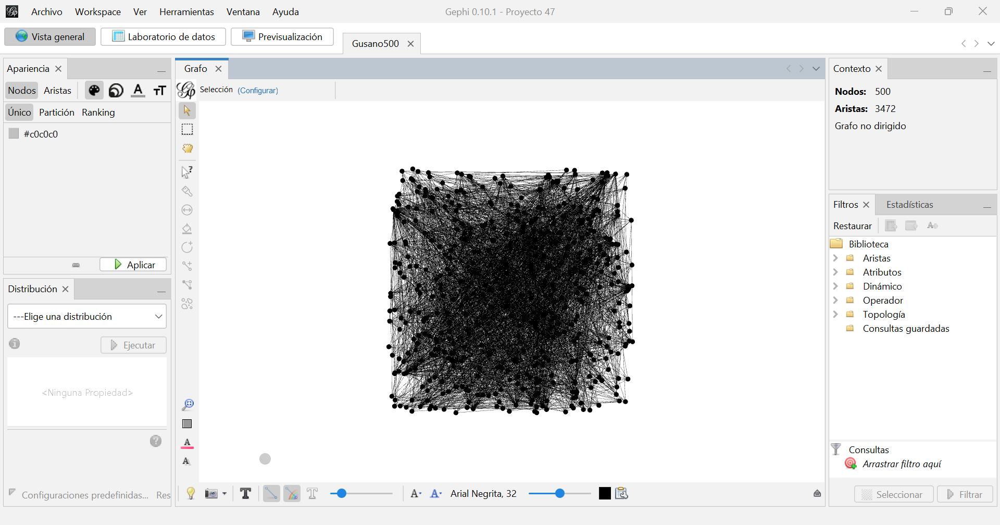 Archivo Workspace Ver Herramientas Ventana Ayuda Gephi 0.10.1 - Proyecto 47
Vista general Laboratorio de datos Previsualización Gusano500
Apariencia
Nodos Aristas A TT
Único Partición Ranking
#c0c0c0
Aplicar
Distribución
---Elige una distribución
Ejecutar
<Ninguna Propiedad>
Configuraciones predefinidas... Res
Grafo
Selección (Configurar)
A
A
T T A A Arial Negrita, 32
Contexto
Nodos: 500
Aristas: 3472
Grafo no dirigido
Filtros Estadísticas
Restaurar
Biblioteca
Aristas
Atributos
Dinámico
Operador
Topología
Consultas guardadas
Consultas
Arrastrar filtro aquí
Seleccionar Filtrar